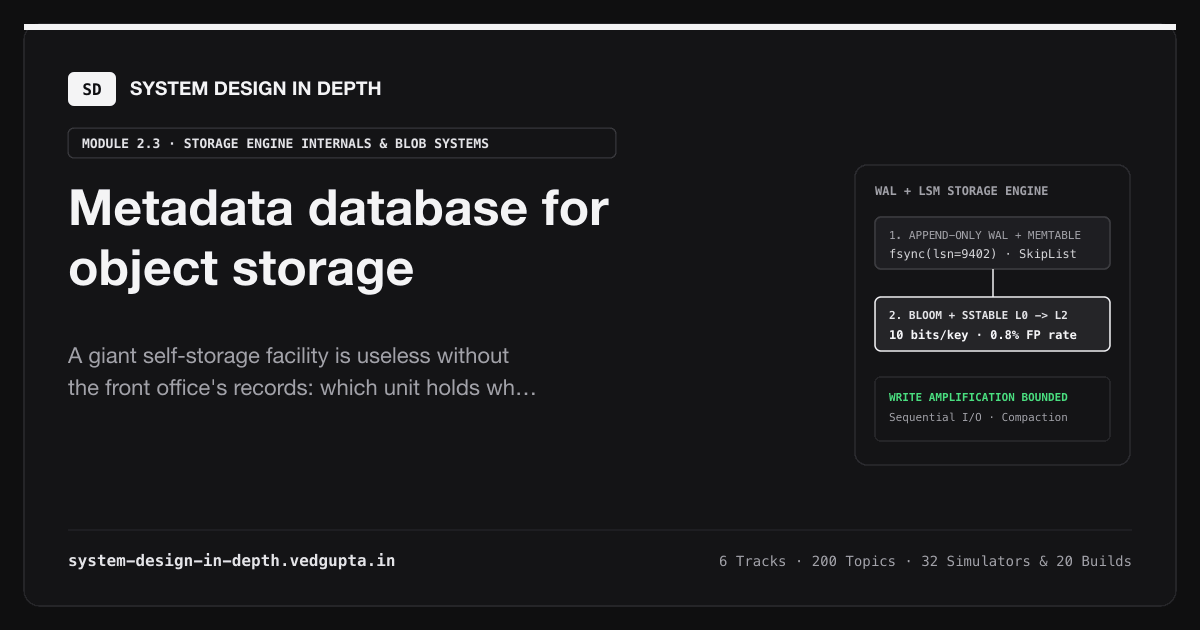 SD SYSTEM DESIGN IN DEPTH
MODULE 2.3 · STORAGE ENGINE INTERNALS & BLOB SYSTEMS
Metadata database for
object storage
A giant self-storage facility is useless without
the front office's records: which unit holds wh…
WAL + LSM STORAGE ENGINE
1. APPEND-ONLY WAL + MEMTABLE
fsync(lsn=9402) · SkipList
2. BLOOM + SSTABLE L0 -> L2
10 bits/key · 0.8% FP rate
WRITE AMPLIFICATION BOUNDED
Sequential I/O · Compaction
system-design-in-depth.vedgupta.in
6 Tracks · 200 Topics · 32 Simulators & 20 Builds